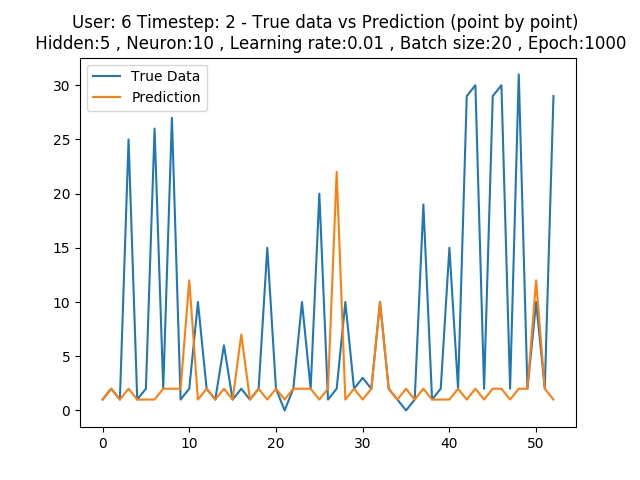 User: 6 Timestep: 2 - True data vs Prediction (point by point)
Hidden:5 , Neuron:10 , Learning rate:0.01 , Batch size:20 , Epoch:1000
True Data
Prediction
30
25
20
15
10
5
0
0 10 20 30 40 50